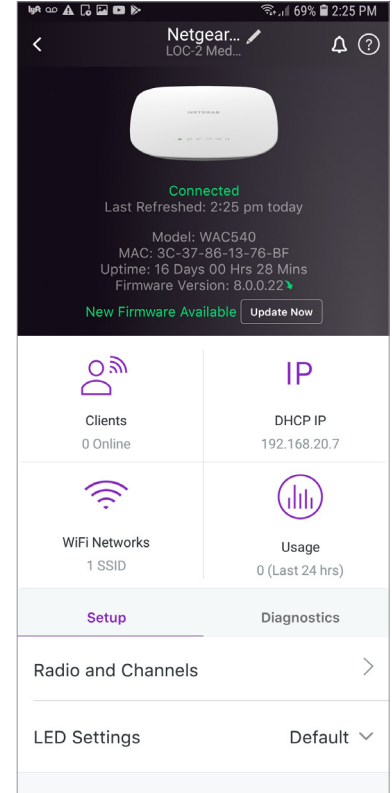 lyft 69% 2:25 PM
Netgear...
LOC-2 Med...
?
NETGEAR
Connected
Last Refreshed: 2:25 pm today
Model: WAC540
MAC: 3C-37-86-13-76-BF
Uptime: 16 Days 00 Hrs 28 Mins
Firmware Version: 8.0.0.22
New Firmware Available Update Now
IP
Clients
DHCP IP
0 Online
192.168.20.7
WiFi Networks
Usage
1 SSID
0 (Last 24 hrs)
Setup
Diagnostics
Radio and Channels
LED Settings
Default